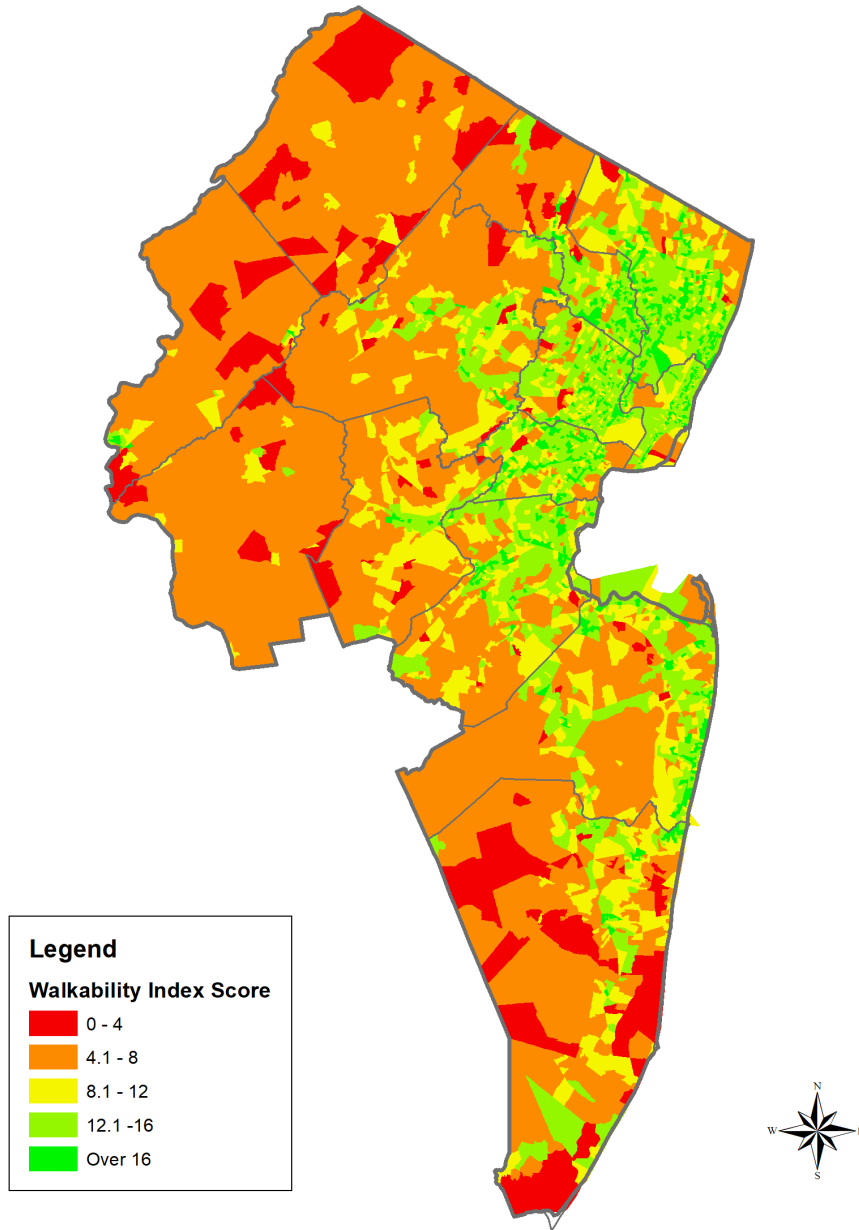 Legend
Walkability Index Score
0 - 4
4.1 - 8
8.1 - 12
12.1 -16
Over 16
N
W
S